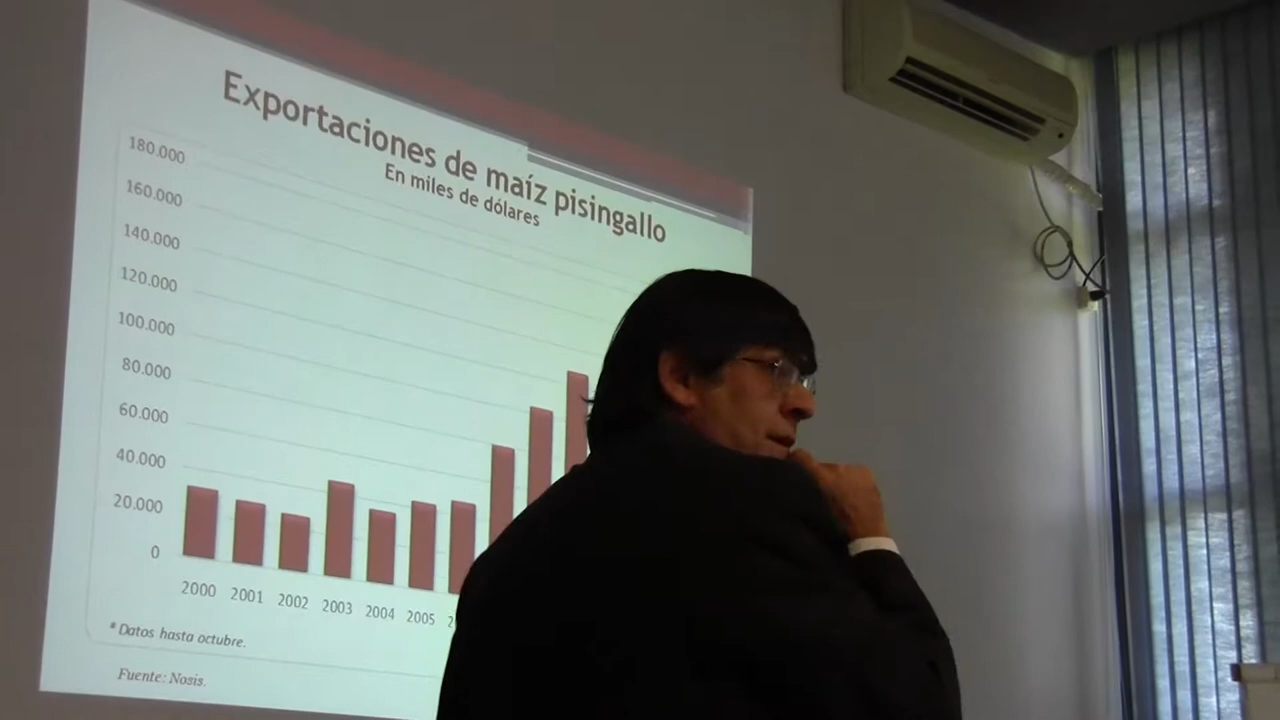 Exportaciones de maíz pisingallo
En miles de dólares
180.000
160.000
140.000
120.000
100.000
80.000
60.000
40.000
20.000
0
2000 2001 2002 2003 2004 2005
* Datos hasta octubre.
Fuente: Nosis.